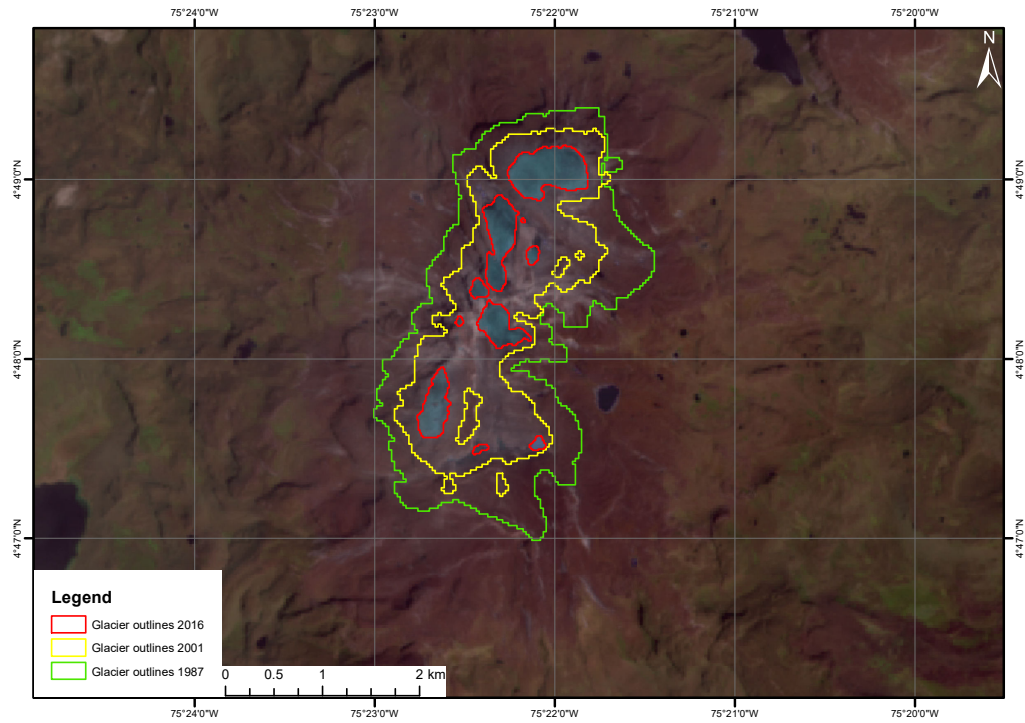 75°24'0"W 75°23'0"W 75°22'0"W 75°21'0"W 75°20'0"W
N
4°49'0"N 4°49'0"N
4°48'0"N 4°48'0"N
4°47'0"N 4°47'0"N
Legend
Glacier outlines 2016
Glacier outlines 2001
Glacier outlines 1987
0 0.5 1 2 km
75°24'0"W 75°23'0"W 75°22'0"W 75°21'0"W 75°20'0"W